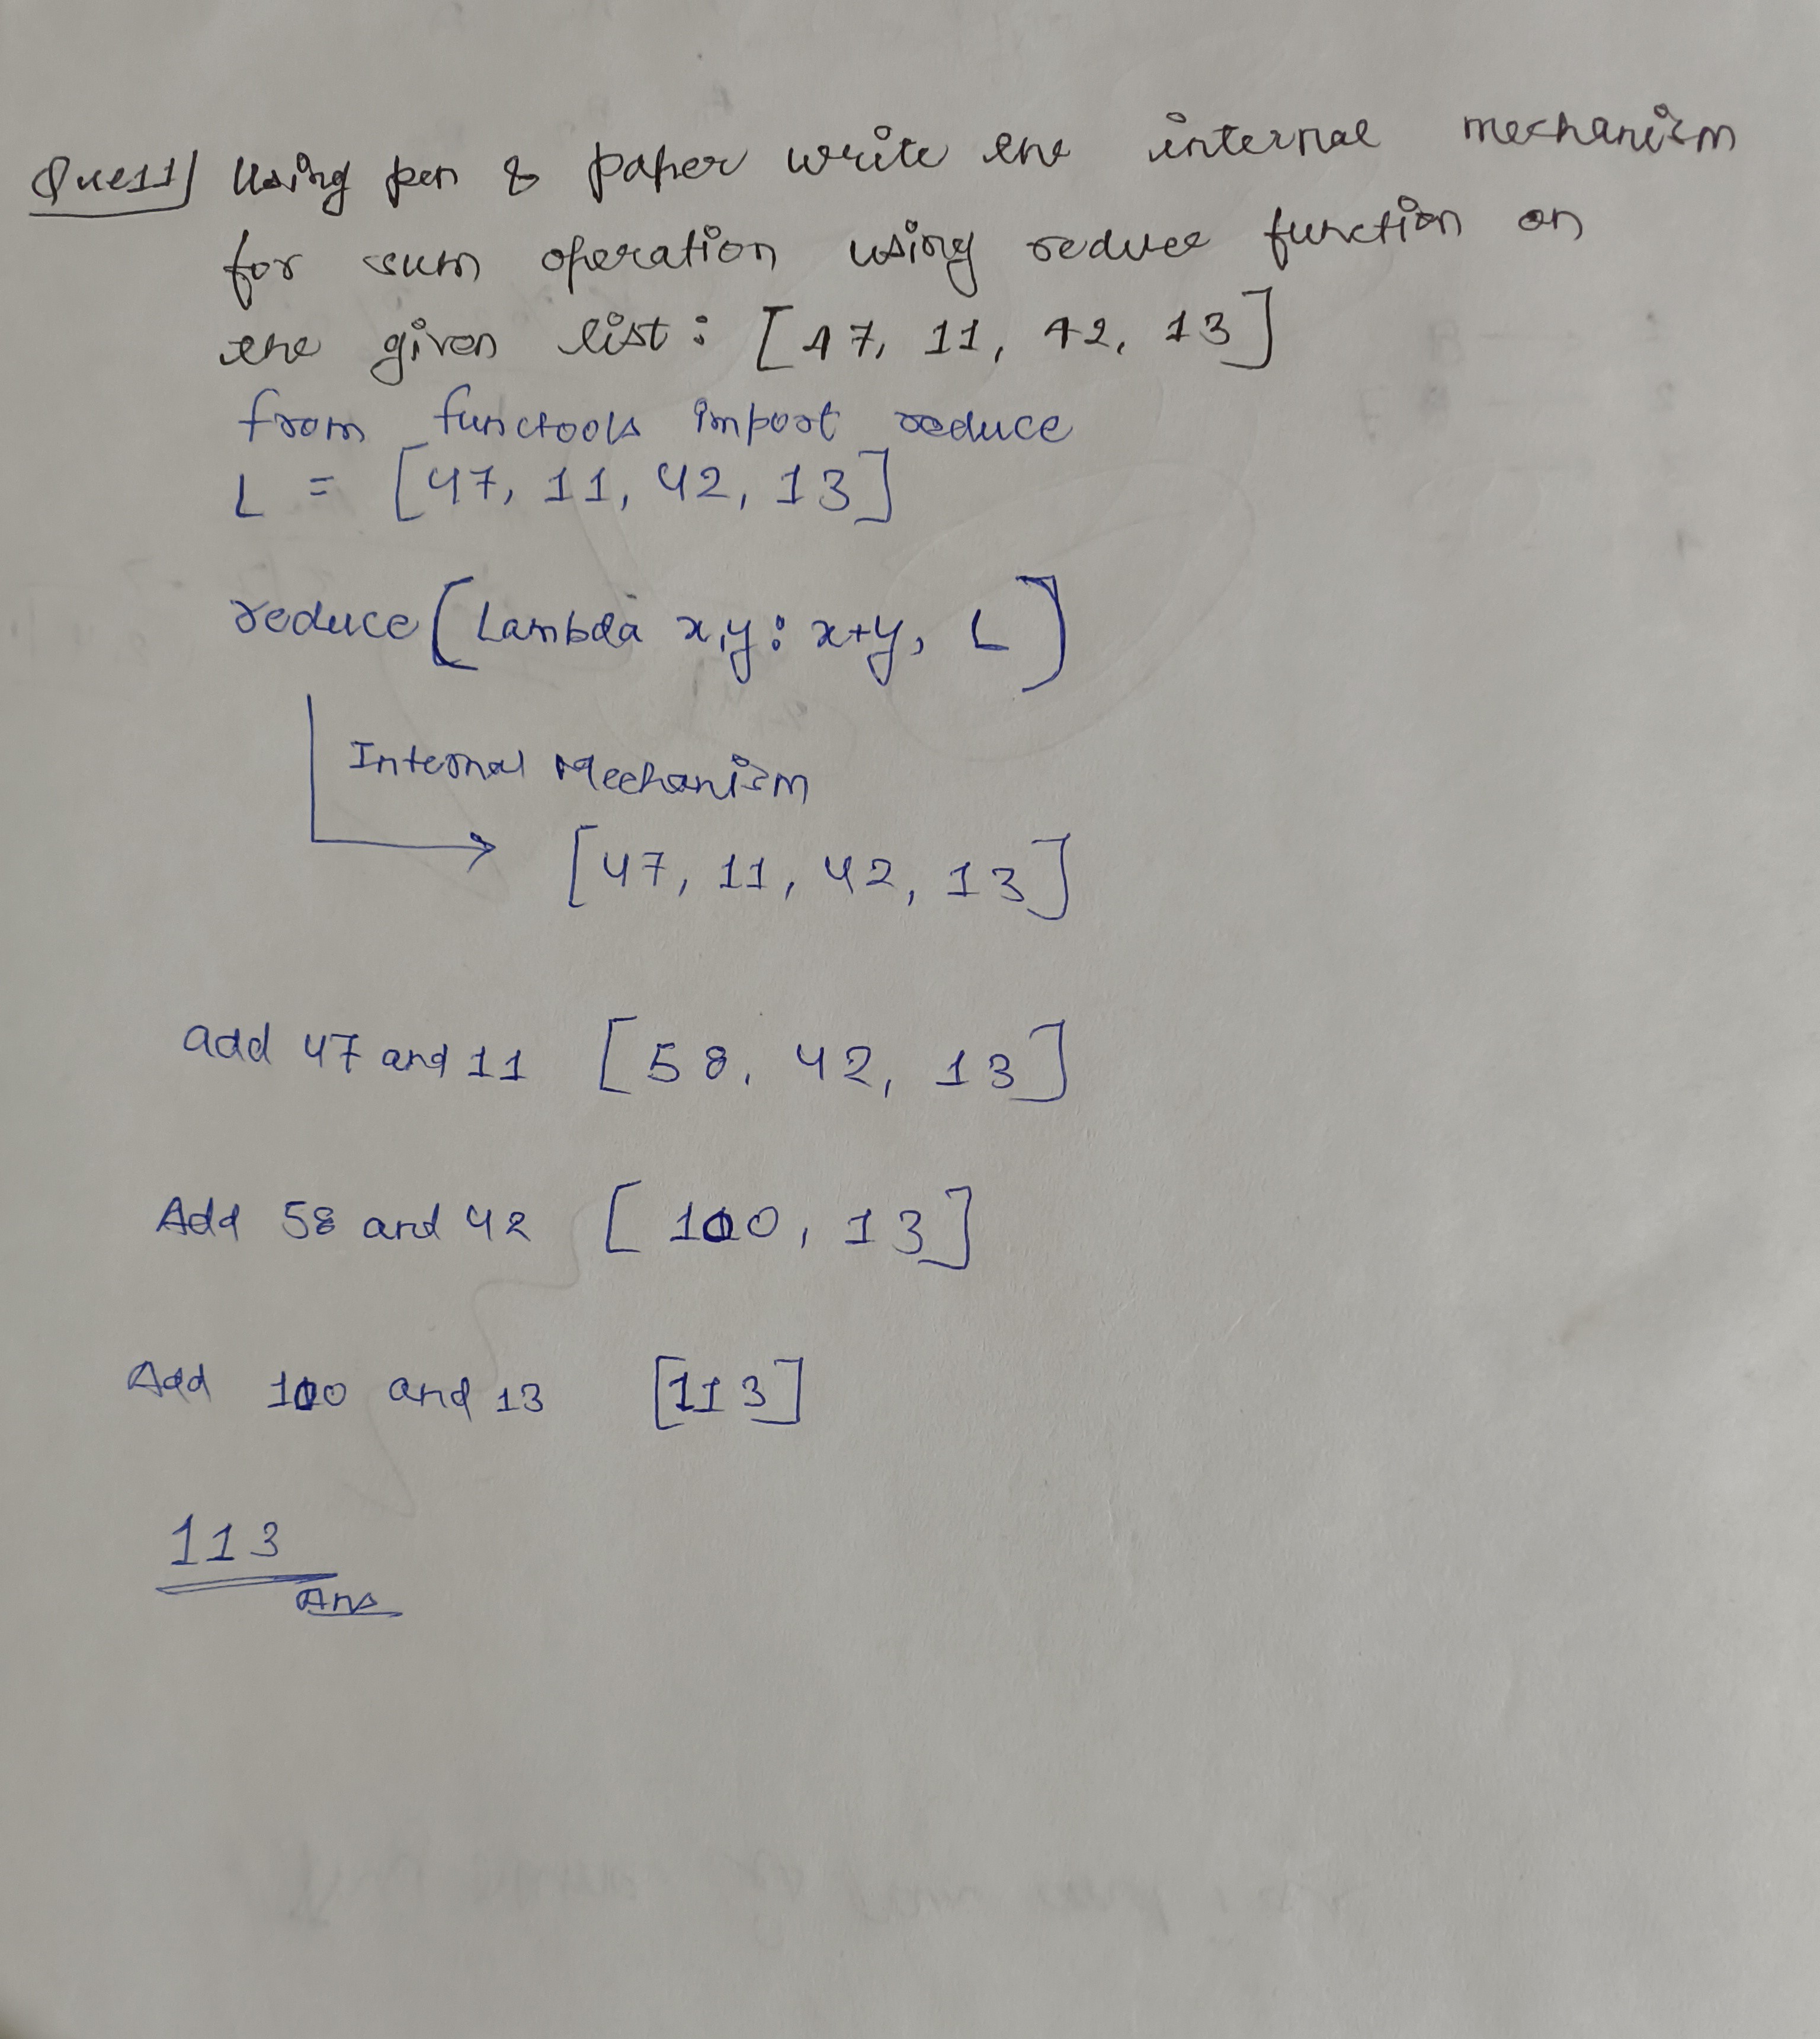 Que11/ Using pen & paper write the internal mechanism
for sum operation using reduce function on
the given list: [47, 11, 42, 13]
from functools import reduce
L = [47, 11, 42, 13]
reduce (Lambda x,y: x+y, L)
Internal Mechanism
[47, 11, 42, 13]
add 47 and 11 [58, 42, 13]
Add 58 and 42 [100, 13]
Add 100 and 13 [113]
113
Ans